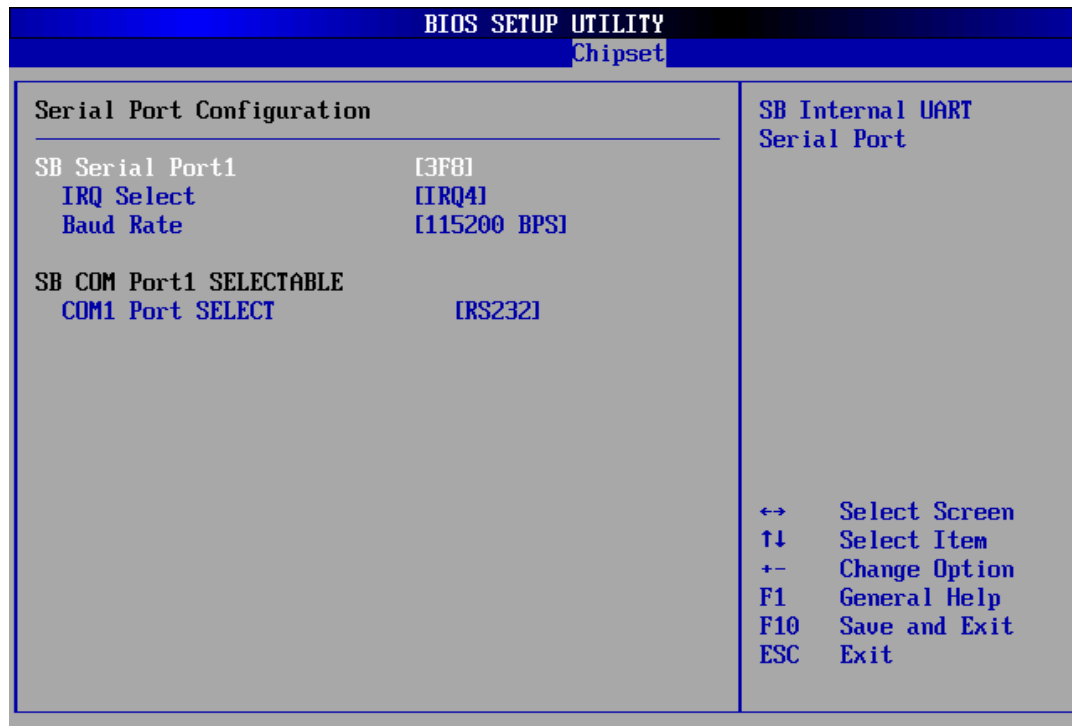 BIOS SETUP UTILITY
Chipset
Serial Port Configuration
SB Serial Port1 [3F8]
IRQ Select [IRQ4]
Baud Rate [115200 BPS]
SB COM Port1 SELECTABLE
COM1 Port SELECT [RS232]
SB Internal UART
Serial Port
←→ Select Screen
↑↓ Select Item
+- Change Option
F1 General Help
F10 Save and Exit
ESC Exit